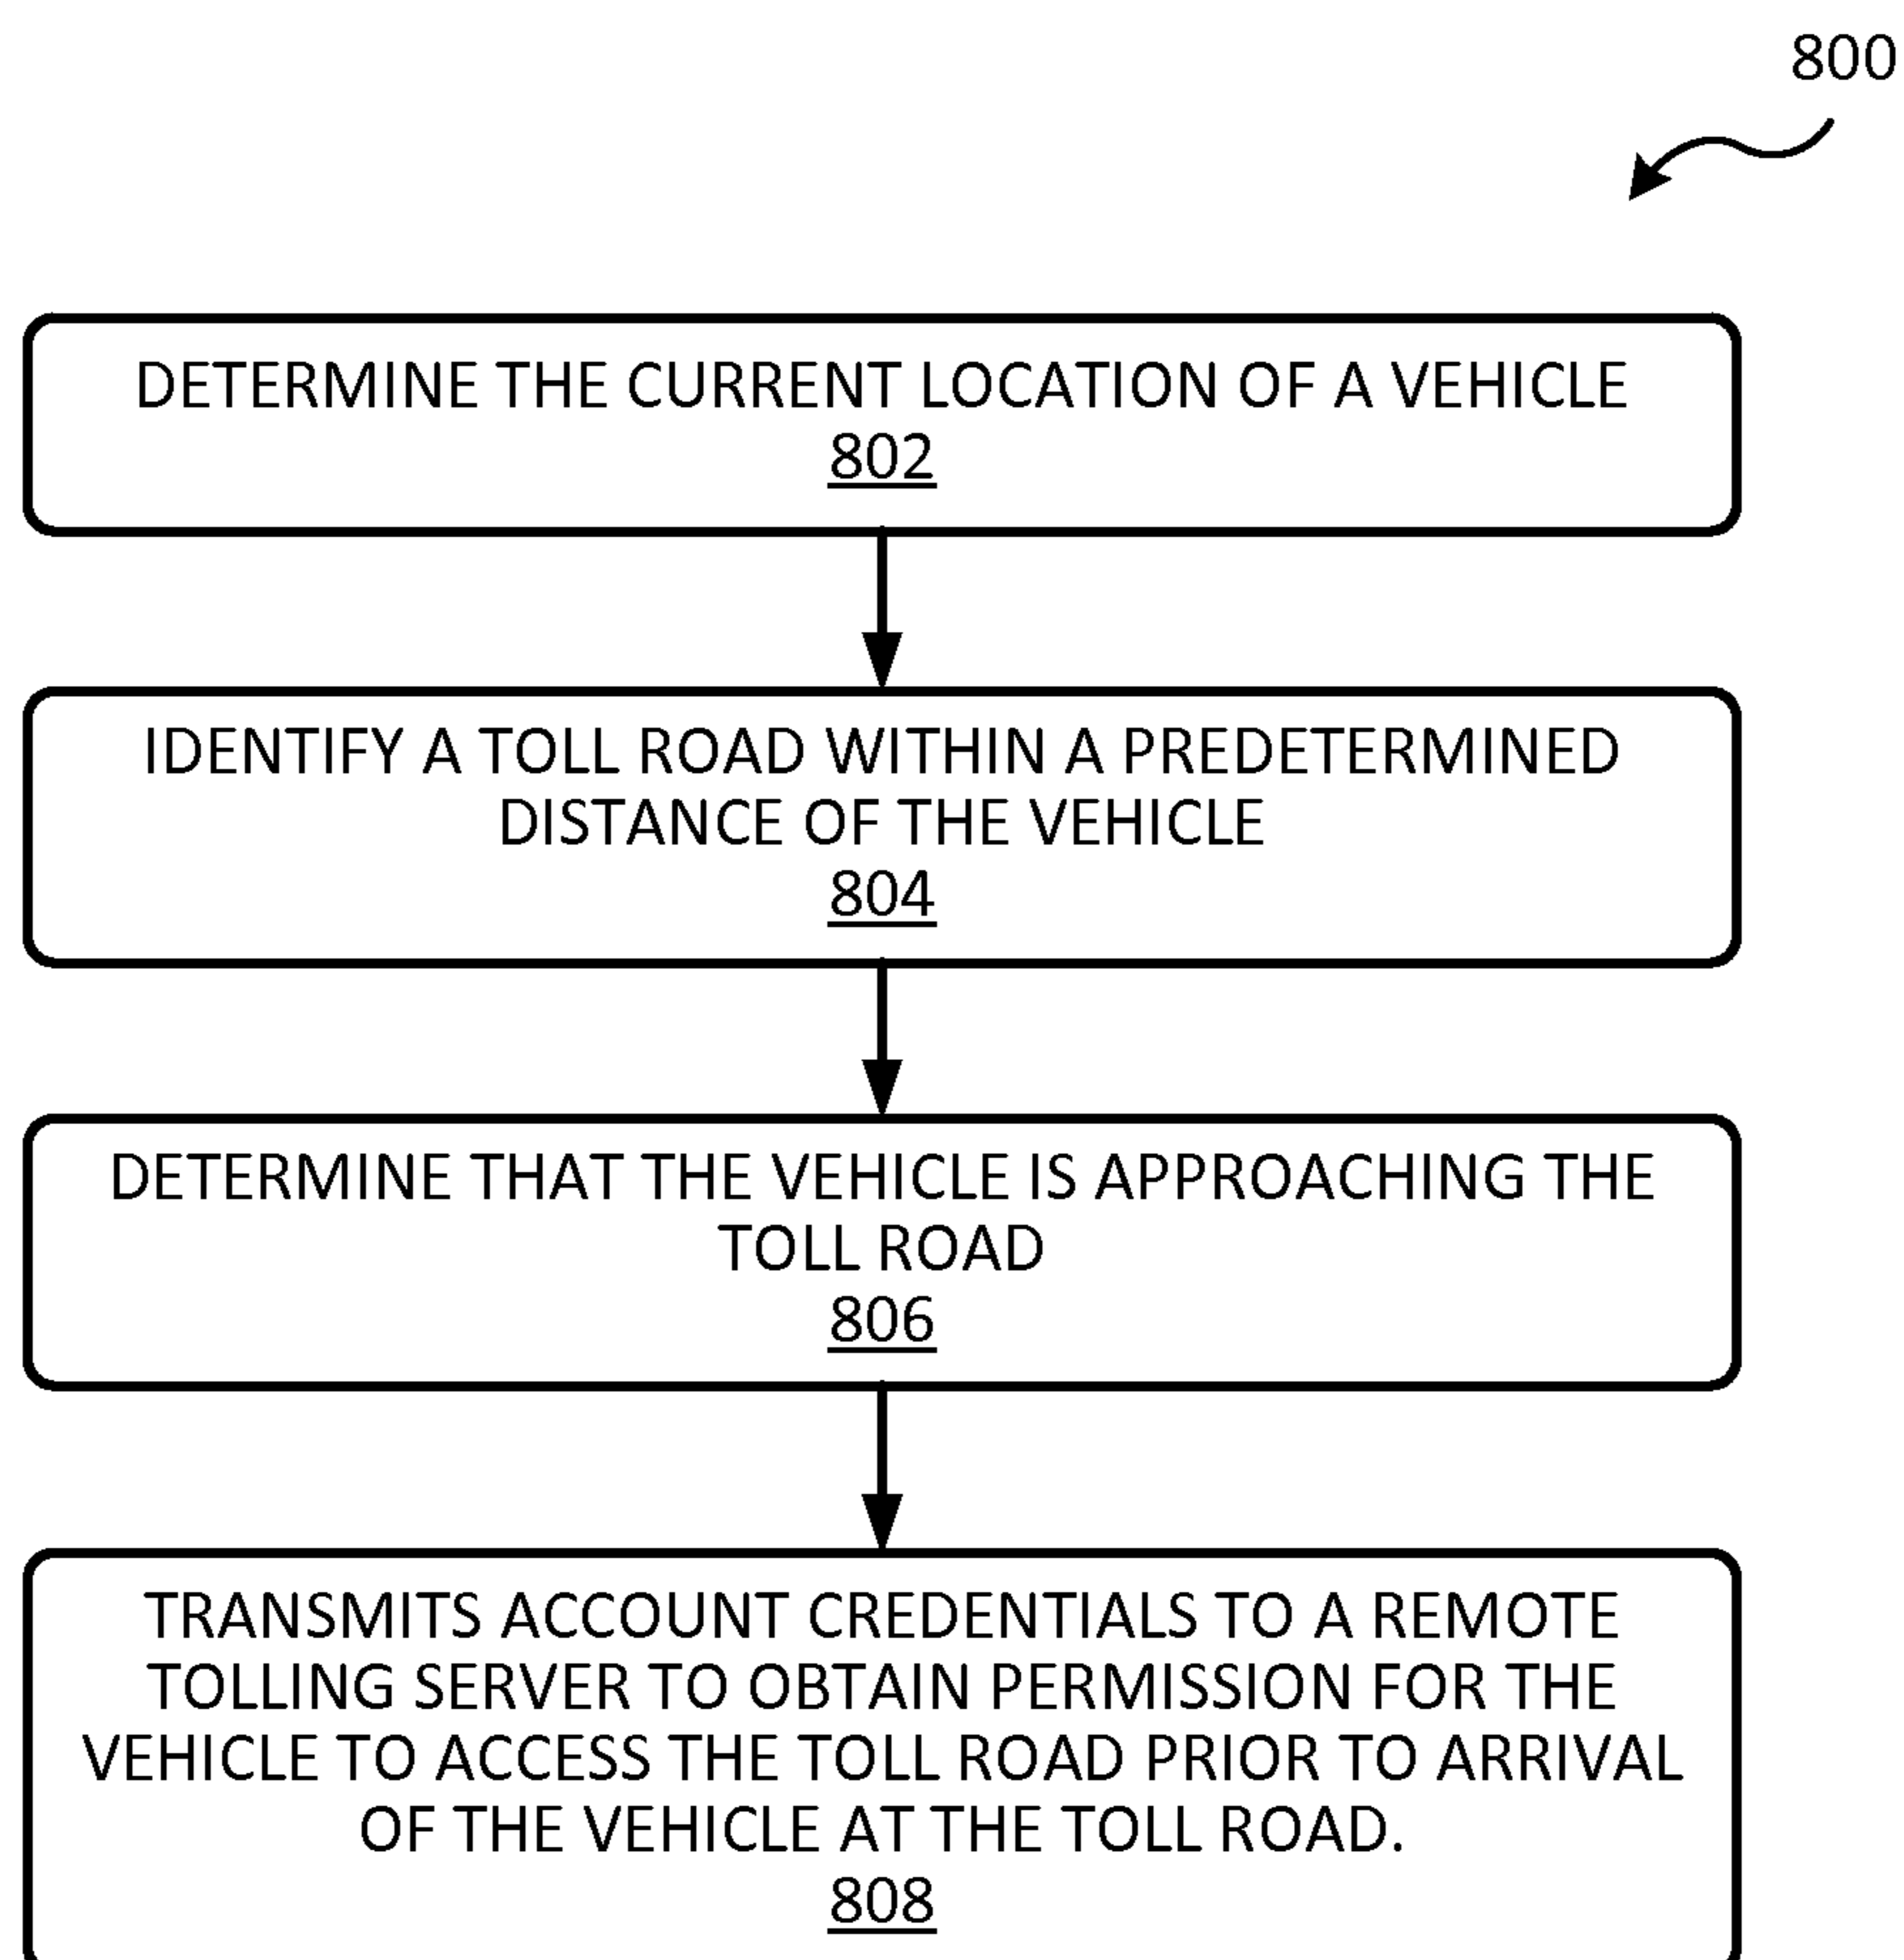 800
DETERMINE THE CURRENT LOCATION OF A VEHICLE
802
IDENTIFY A TOLL ROAD WITHIN A PREDETERMINED
DISTANCE OF THE VEHICLE
804
DETERMINE THAT THE VEHICLE IS APPROACHING THE
TOLL ROAD
806
TRANSMITS ACCOUNT CREDENTIALS TO A REMOTE
TOLLING SERVER TO OBTAIN PERMISSION FOR THE
VEHICLE TO ACCESS THE TOLL ROAD PRIOR TO ARRIVAL
OF THE VEHICLE AT THE TOLL ROAD.
808